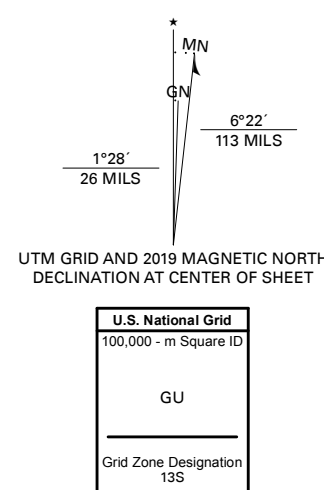 ★
MN
GN
6°22´
113 MILS
1°28´
26 MILS
UTM GRID AND 2019 MAGNETIC NORTH
DECLINATION AT CENTER OF SHEET
U.S. National Grid
100,000 - m Square ID
GU
Grid Zone Designation
13S